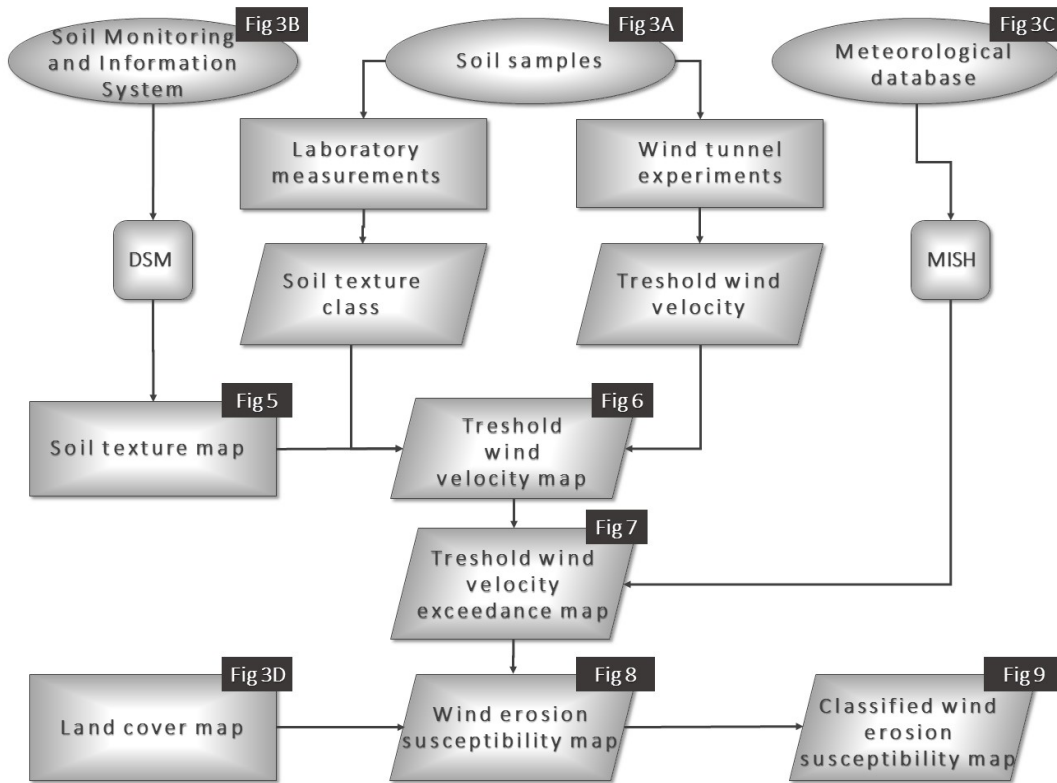 Fig 3B
Soil Monitoring
and Information
System
Fig 3A
Soil samples
Fig 3C
Meteorological
database
Laboratory
measurements
Wind tunnel
experiments
DSM
Soil texture
class
Treshold wind
velocity
MISH
Fig 5
Soil texture map
Fig 6
Treshold
wind
velocity map
Fig 7
Treshold wind
velocity
exceedance map
Fig 3D
Land cover map
Fig 8
Wind erosion
susceptibility map
Fig 9
Classified wind
erosion
susceptibility map